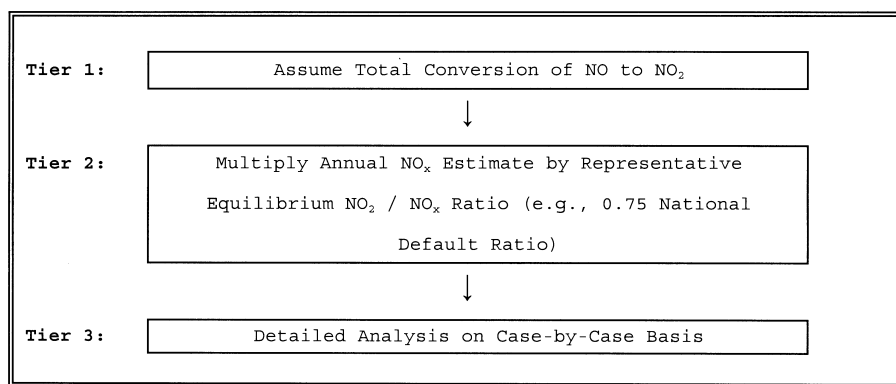 Tier 1: Assume Total Conversion of NO to NO₂
↓
Tier 2: Multiply Annual NOₓ Estimate by Representative
Equilibrium NO₂ / NOₓ Ratio (e.g., 0.75 National
Default Ratio)
↓
Tier 3: Detailed Analysis on Case-by-Case Basis